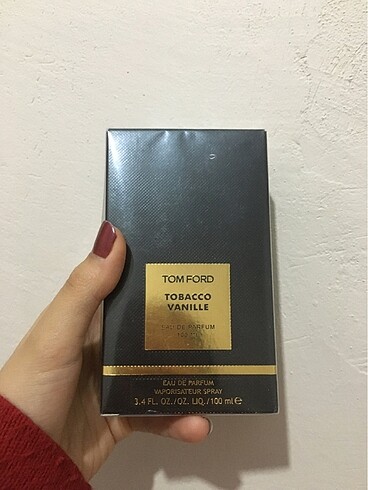 TOM FORD
TOBACCO
VANILLE
EAU DE PARFUM
EAU DE PARFUM
VAPORISATEUR SPRAY
3.4 FL. OZ./OZ. LIQ./100 ml℮